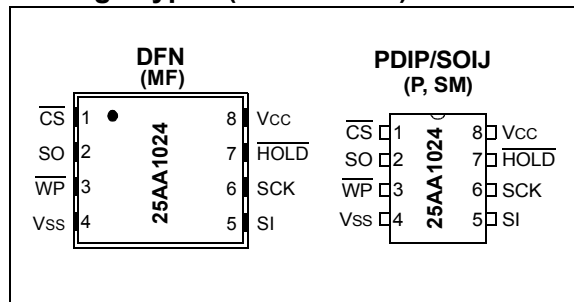 DFN
(MF)
CS 1 8 VCC
SO 2 7 HOLD
WP 3 6 SCK
VSS 4 5 SI
25AA1024
PDIP/SOIJ
(P, SM)
CS 1 8 VCC
SO 2 7 HOLD
WP 3 6 SCK
VSS 4 5 SI
25AA1024